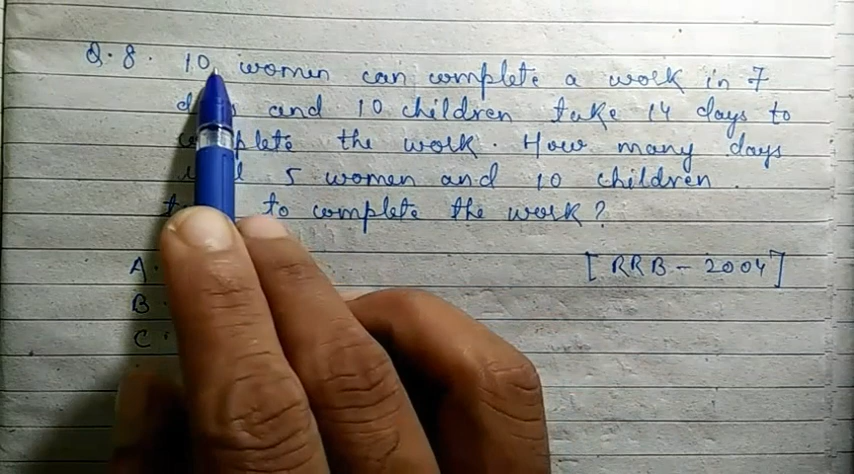 Q.8. 10 women can complete a work in 7
and 10 children take 14 days to
the work. How many days
5 women and 10 children
to complete the work?
[RRB-2004]
A.
B
C